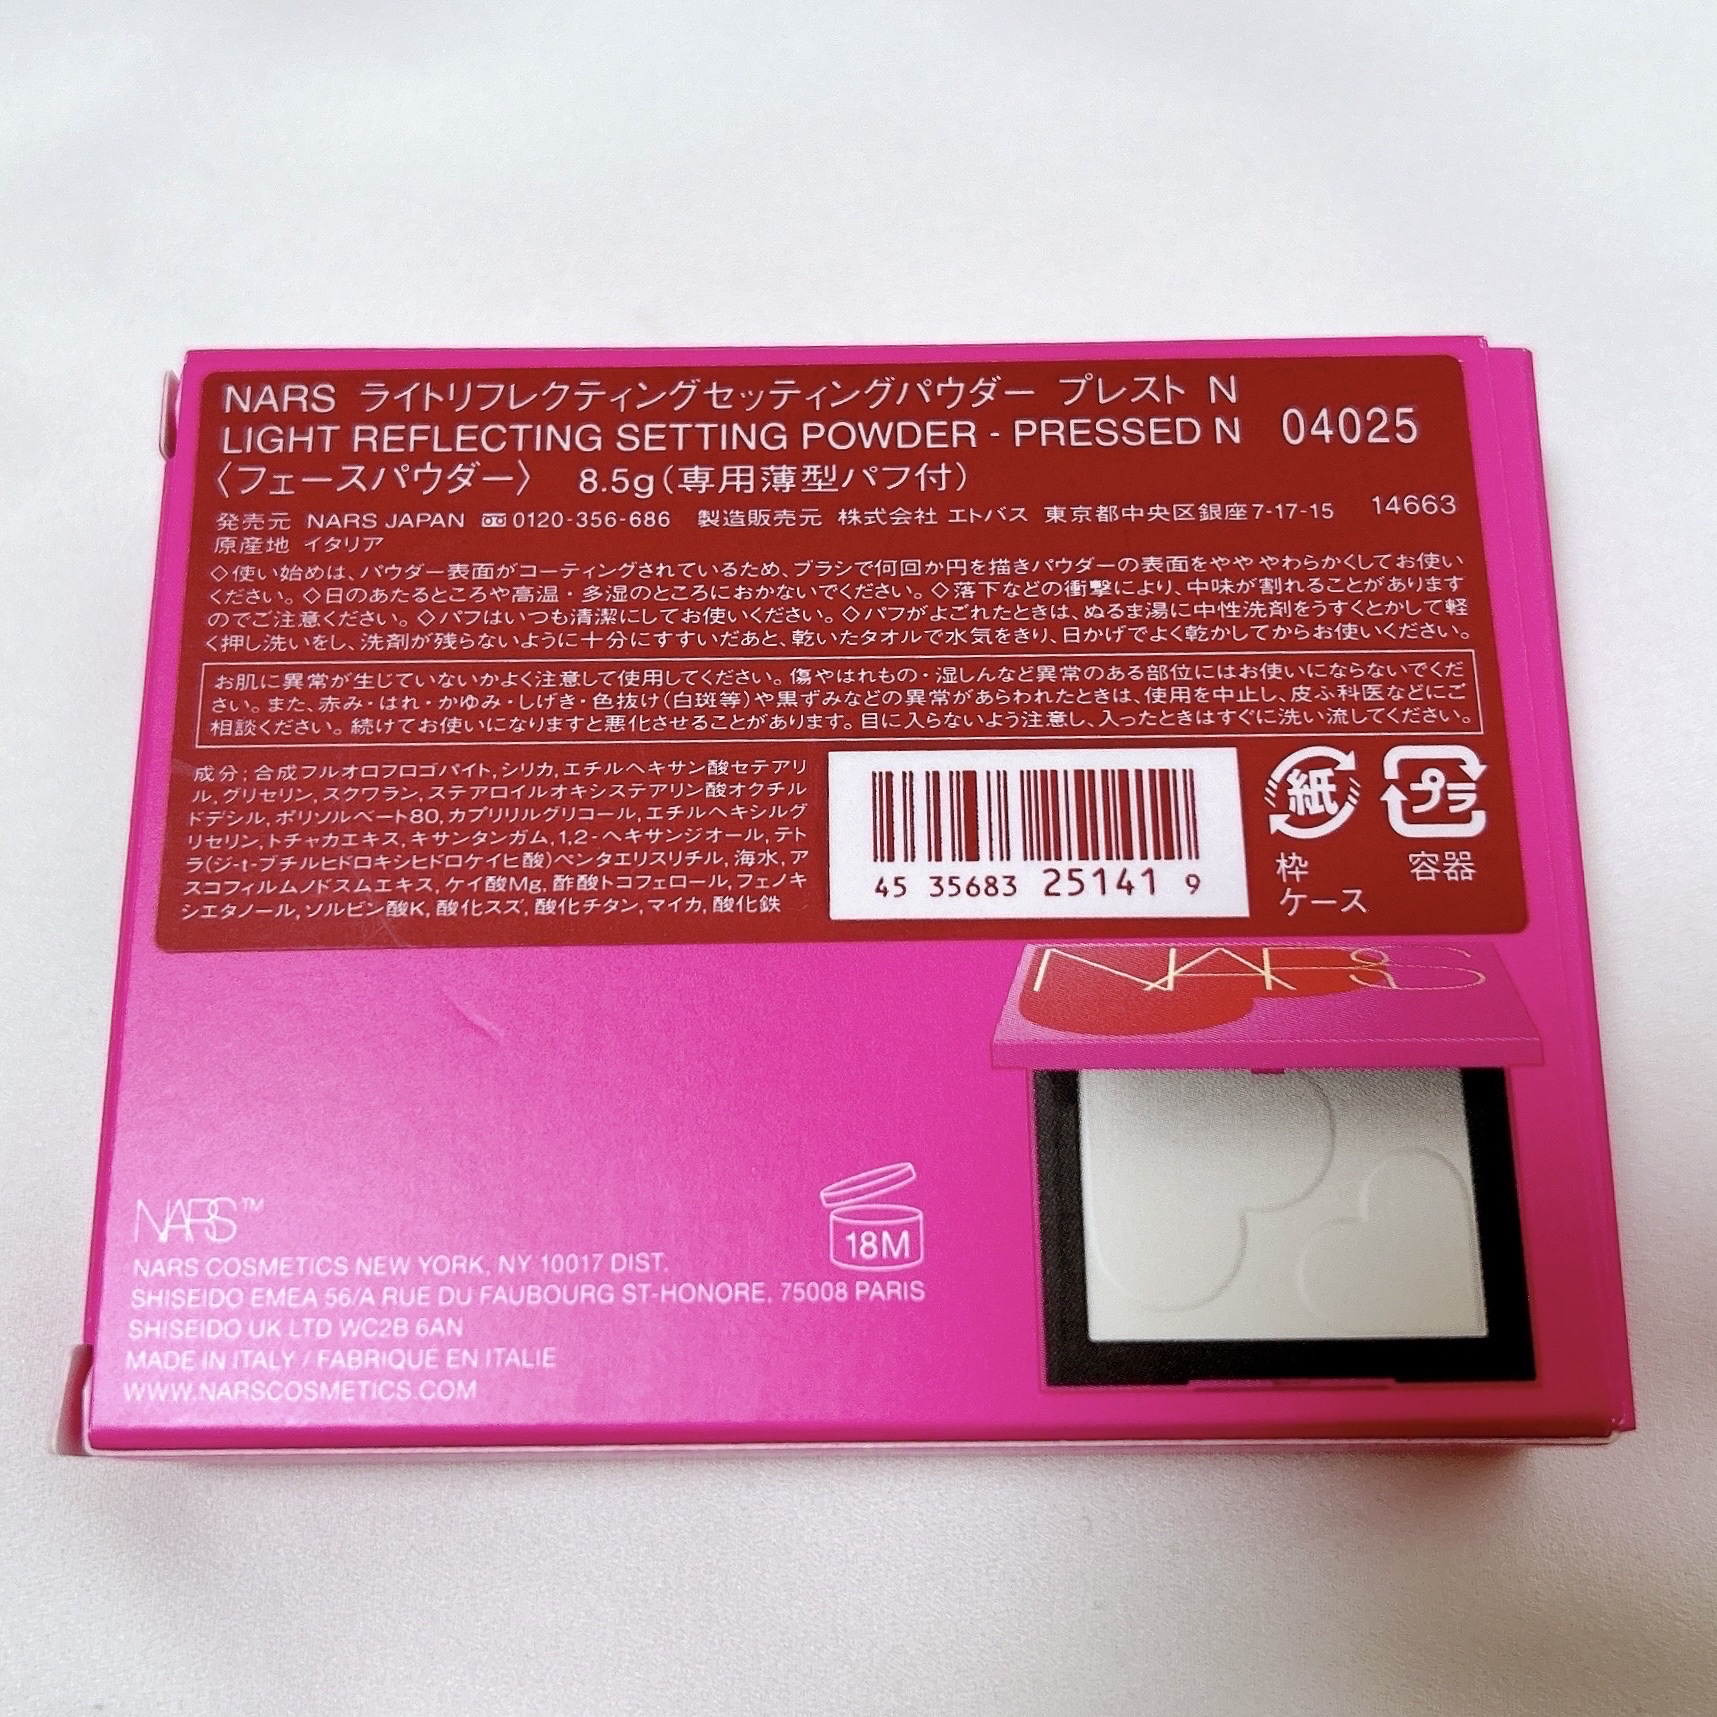 NARS ライトリフレクティングセッティングパウダー プレスト N
LIGHT REFLECTING SETTING POWDER - PRESSED N 04025
〈フェースパウダー〉 8.5g(専用薄型パフ付)
発売元 NARS JAPAN 0120-356-686 製造販売元 株式会社 エトバス 東京都中央区銀座7-17-15 14663
原産地 イタリア
◇使い始めは、パウダー表面がコーティングされているため、ブラシで何回か円を描きパウダーの表面をやややわらかくしてお使い
ください。◇日のあたるところや高温・多湿のところにおかないでください。◇落下などの衝撃により、中味が割れることがあります
のでご注意ください。◇パフはいつも清潔にしてお使いください。◇パフがよごれたときは、ぬるま湯に中性洗剤をうすくとかして軽
く押し洗いをし、洗剤が残らないように十分にすすいだあと、乾いたタオルで水気をきり、日かげでよく乾かしてからお使いください。
お肌に異常が生じていないかよく注意して使用してください。傷やはれもの・湿しんなど異常のある部位にはお使いにならないでくだ
さい。また、赤み・はれ・かゆみ・しげき・色抜け(白斑等)や黒ずみなどの異常があらわれたときは、使用を中止し、皮ふ科医などにご
相談ください。続けてお使いになりますと悪化させることがあります。目に入らないよう注意し、入ったときはすぐに洗い流してください。
成分;合成フルオロフロゴパイト,シリカ,エチルヘキサン酸セテアリ
ル,グリセリン,スクワラン,ステアロイルオキシステアリン酸オクチル
ドデシル,ポリソルベート80,カプリリルグリコール,エチルヘキシルグ
リセリン,トチャカエキス,キサンタンガム,1,2-ヘキサンジオール,テト
ラ(ジ-t-ブチルヒドロキシヒドロケイヒ酸)ペンタエリスリチル,海水,ア
スコフィルムノドスムエキス,ケイ酸Mg,酢酸トコフェロール,フェノキ
シエタノール,ソルビン酸K,酸化スズ,酸化チタン,マイカ,酸化鉄
45 35683 25141 9
紙
枠
ケース
プラ
容器
NARS
NARS™
18M
NARS COSMETICS NEW YORK, NY 10017 DIST.
SHISEIDO EMEA 56/A RUE DU FAUBOURG ST-HONORE, 75008 PARIS
SHISEIDO UK LTD WC2B 6AN
MADE IN ITALY / FABRIQUE EN ITALIE
WWW.NARSCOSMETICS.COM